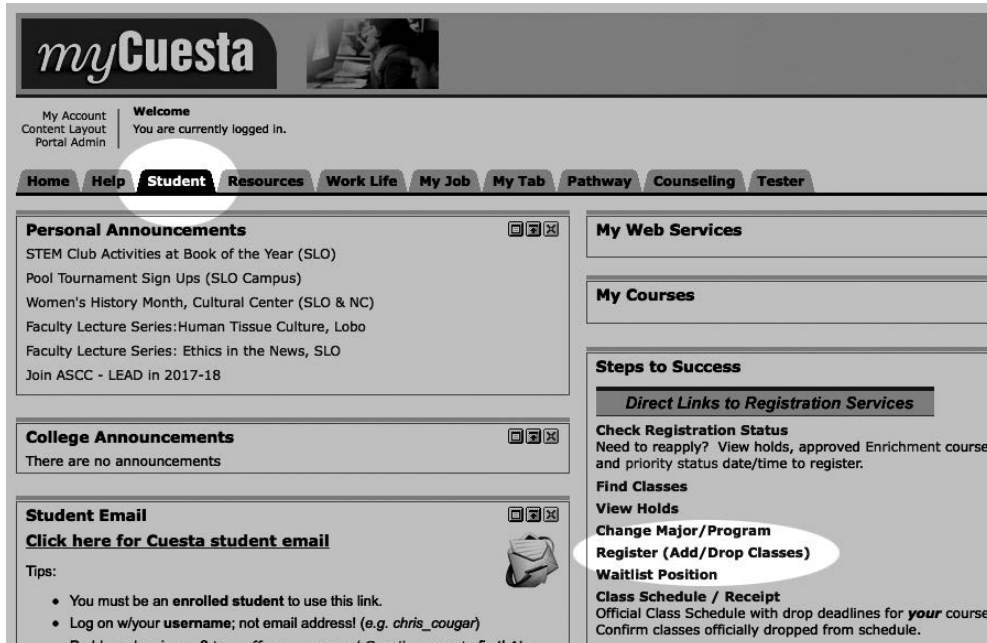 myCuesta
My Account
Content Layout
Portal Admin
Welcome
You are currently logged in.
Home Help Student Resources Work Life My Job My Tab Pathway Counseling Tester
Personal Announcements
STEM Club Activities at Book of the Year (SLO)
Pool Tournament Sign Ups (SLO Campus)
Women's History Month, Cultural Center (SLO & NC)
Faculty Lecture Series:Human Tissue Culture, Lobo
Faculty Lecture Series: Ethics in the News, SLO
Join ASCC - LEAD in 2017-18
College Announcements
There are no announcements
Student Email
Click here for Cuesta student email
Tips:
• You must be an enrolled student to use this link.
• Log on w/your username; not email address! (e.g. chris_cougar)
My Web Services
My Courses
Steps to Success
Direct Links to Registration Services
Check Registration Status
Need to reapply? View holds, approved Enrichment course
and priority status date/time to register.
Find Classes
View Holds
Change Major/Program
Register (Add/Drop Classes)
Waitlist Position
Class Schedule / Receipt
Official Class Schedule with drop deadlines for your course
Confirm classes officially dropped from schedule.